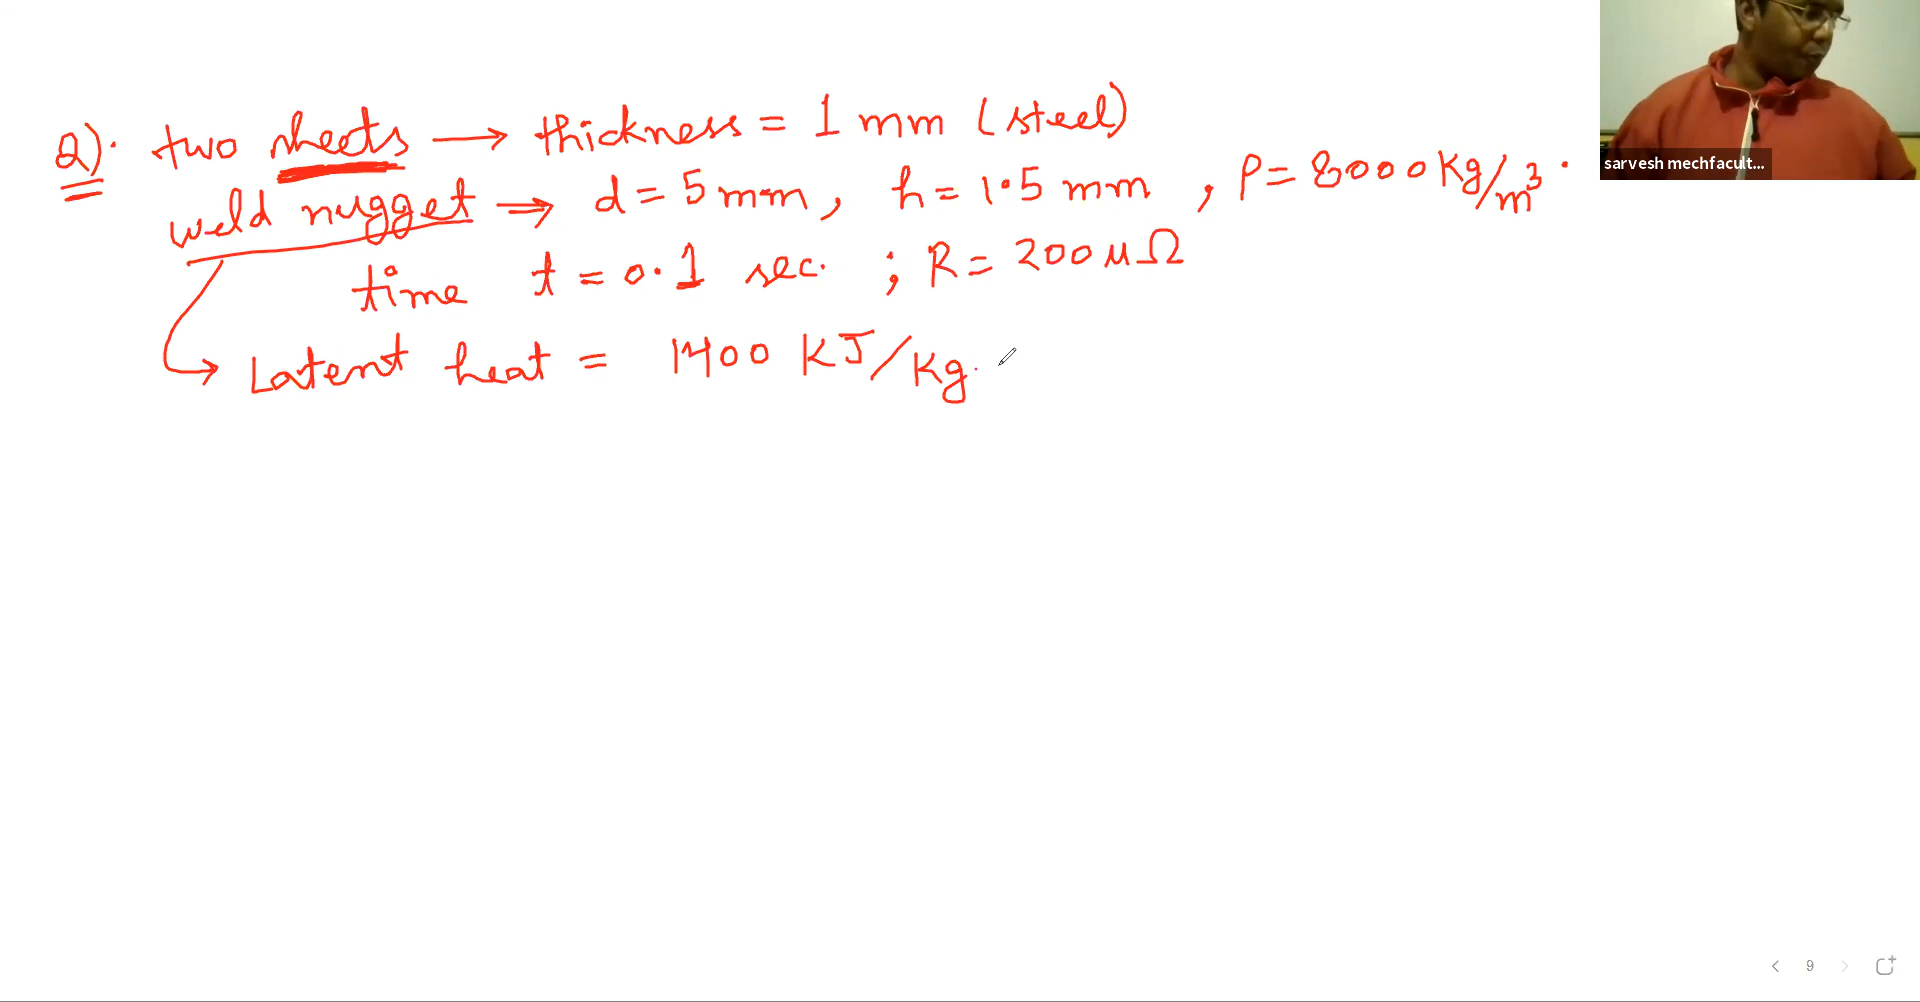 Q). two sheets → thickness = 1 mm (steel)
weld nugget → d = 5 mm, h = 1.5 mm , ρ = 8000 Kg/m³.
time t = 0.1 sec. ; R = 200 μΩ
→ Latent heat = 1400 KJ/Kg.
sarvesh mechfacult...
9